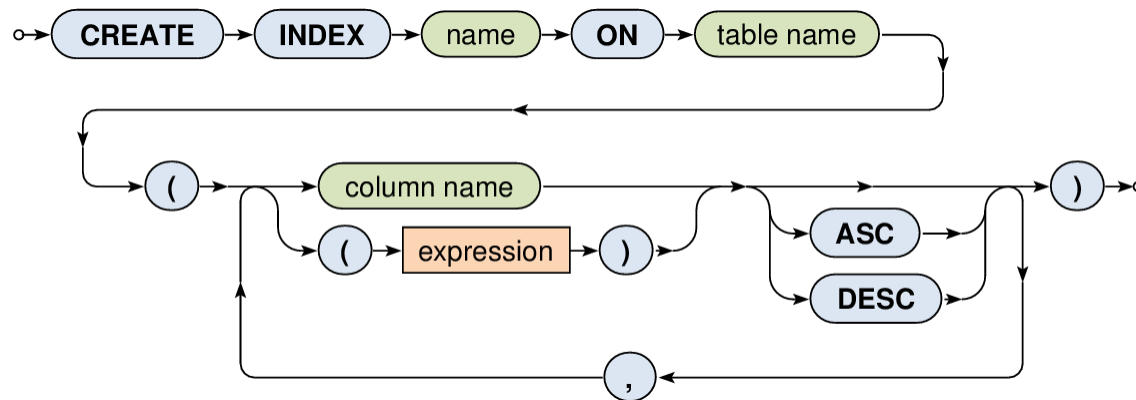 CREATE INDEX name ON table name
( column name
( expression ) ASC
DESC
,
)